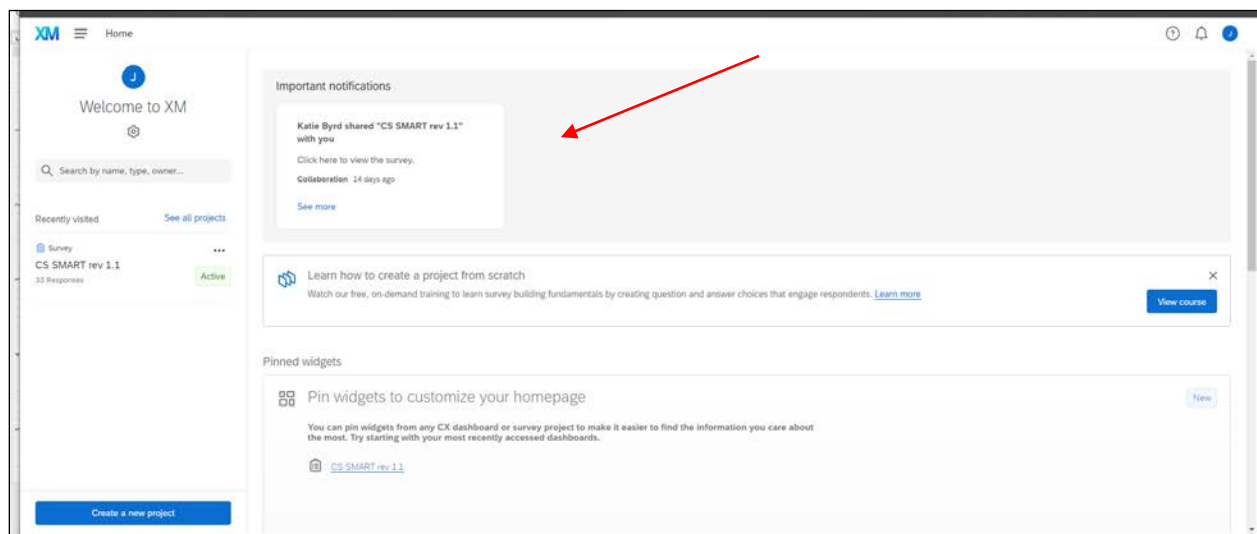 XM
Home
J
J
Welcome to XM
Search by name, type, owner...
Recently visited
See all projects
Survey
CS SMART rev 1.1
33 Responses
Active
Create a new project
Important notifications
Katie Byrd shared "CS SMART rev 1.1"
with you
Click here to view the survey.
Collaboration 14 days ago
See more
Learn how to create a project from scratch
Watch our free, on-demand training to learn survey building fundamentals by creating question and answer choices that engage respondents. Learn more
View course
Pinned widgets
Pin widgets to customize your homepage
New
You can pin widgets from any CX dashboard or survey project to make it easier to find the information you care about
the most. Try starting with your most recently accessed dashboards.
CS SMART rev 1.1